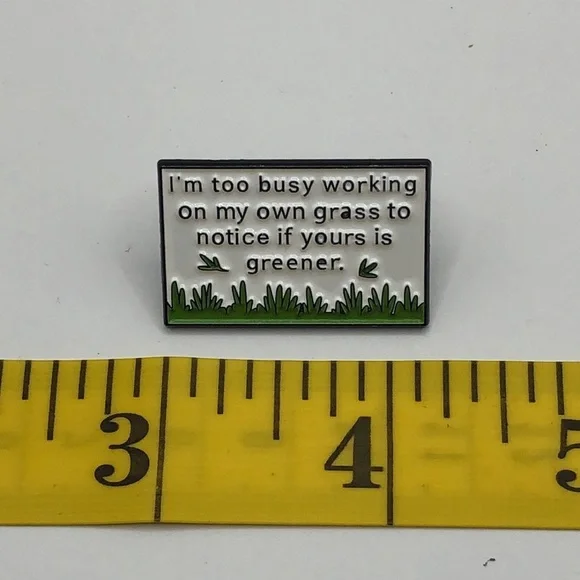 I'm too busy working
on my own grass to
notice if yours is
greener.
3 4 5